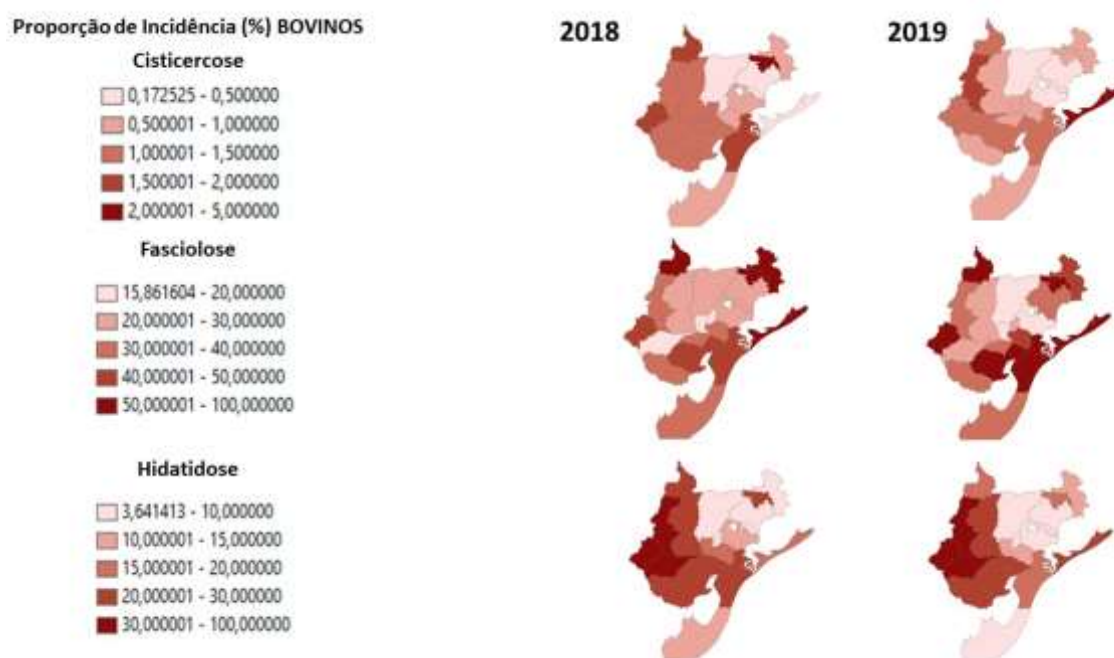 Proporção de Incidência (%) BOVINOS
2018
2019
Cisticercose
0,172525 - 0,500000
0,500001 - 1,000000
1,000001 - 1,500000
1,500001 - 2,000000
2,000001 - 5,000000
Fasciolose
15,861604 - 20,000000
20,000001 - 30,000000
30,000001 - 40,000000
40,000001 - 50,000000
50,000001 - 100,000000
Hidatidose
3,641413 - 10,000000
10,000001 - 15,000000
15,000001 - 20,000000
20,000001 - 30,000000
30,000001 - 100,000000